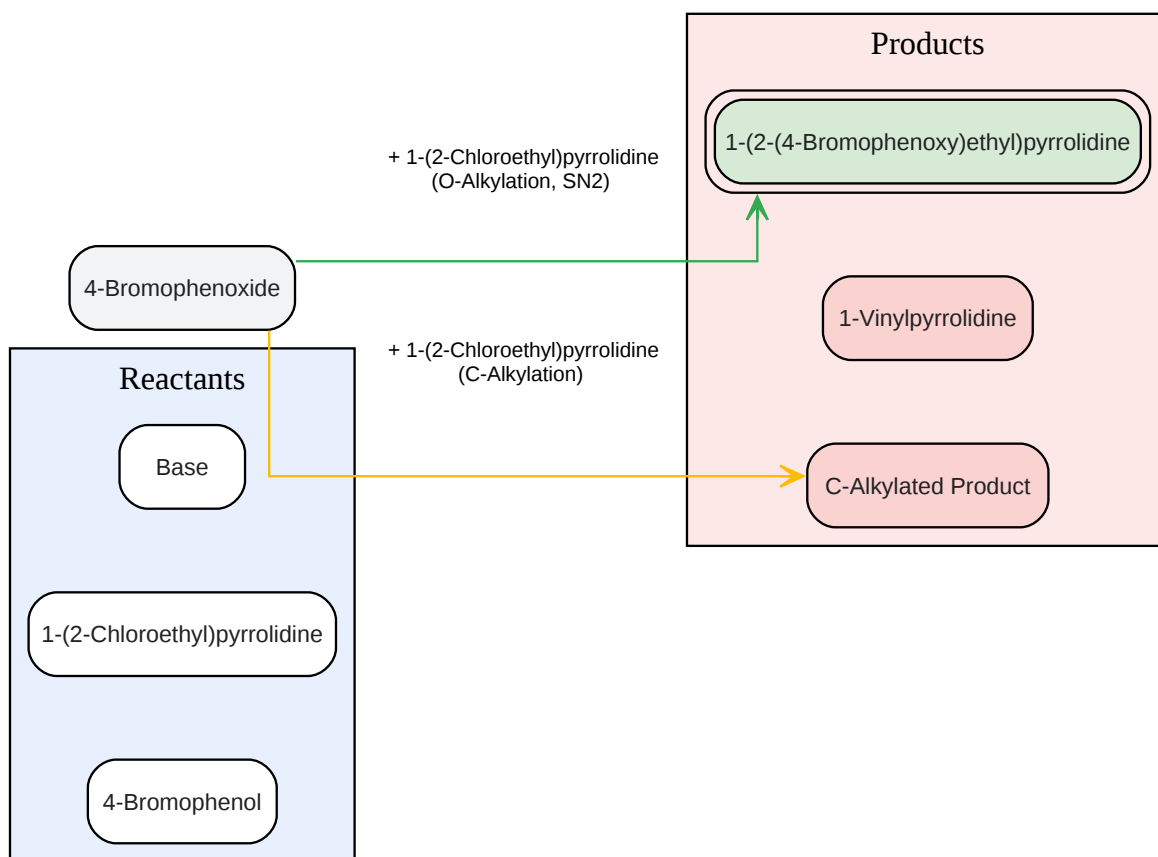 Products
1-(2-(4-Bromophenoxy)ethyl)pyrrolidine
+ 1-(2-Chloroethyl)pyrrolidine
(O-Alkylation, SN2)
4-Bromophenoxide
1-Vinylpyrrolidine
+ 1-(2-Chloroethyl)pyrrolidine
(C-Alkylation)
Reactants
Base
C-Alkylated Product
1-(2-Chloroethyl)pyrrolidine
4-Bromophenol